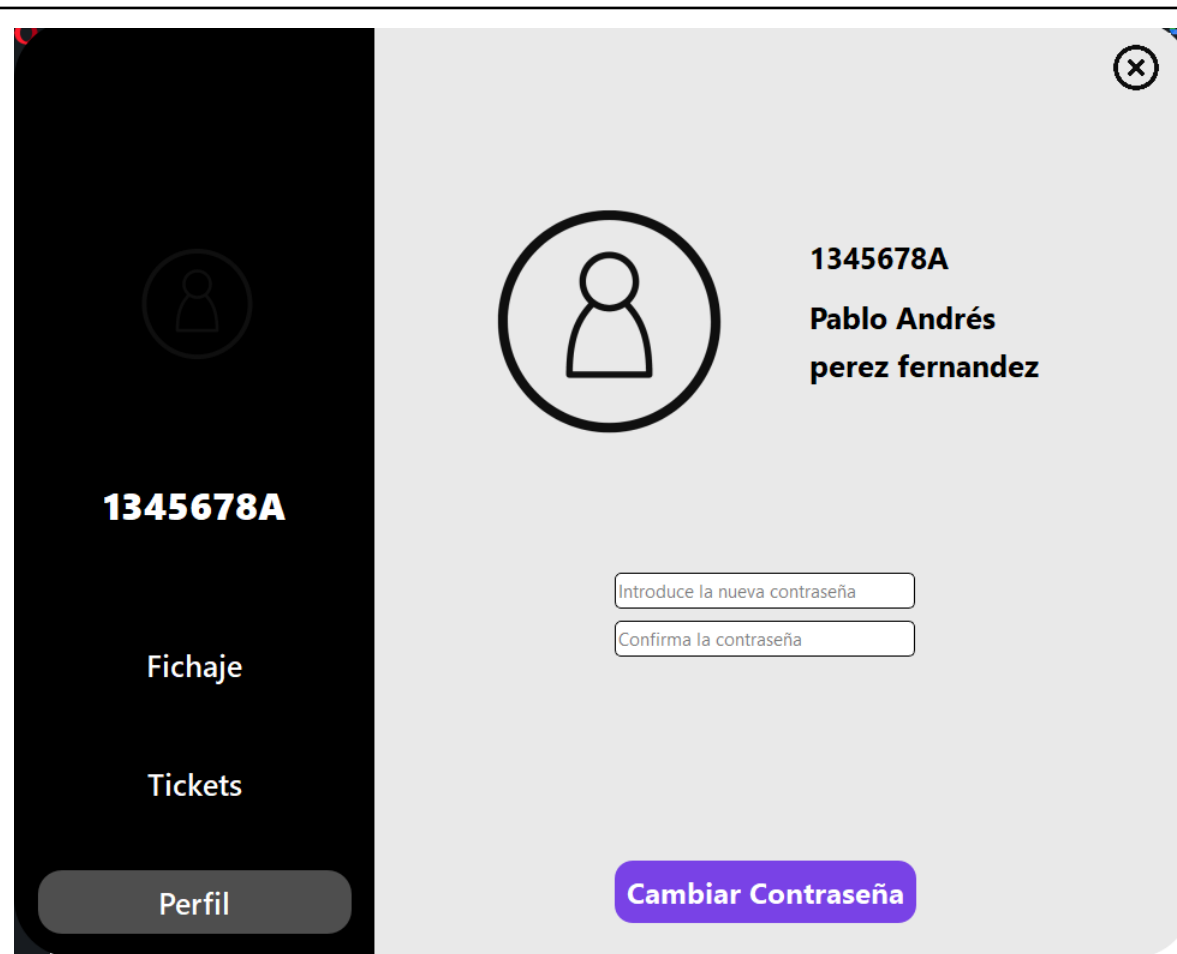 1345678A
Fichaje
Tickets
Perfil
1345678A
Pablo Andrés
perez fernandez
Introduce la nueva contraseña
Confirma la contraseña
Cambiar Contraseña